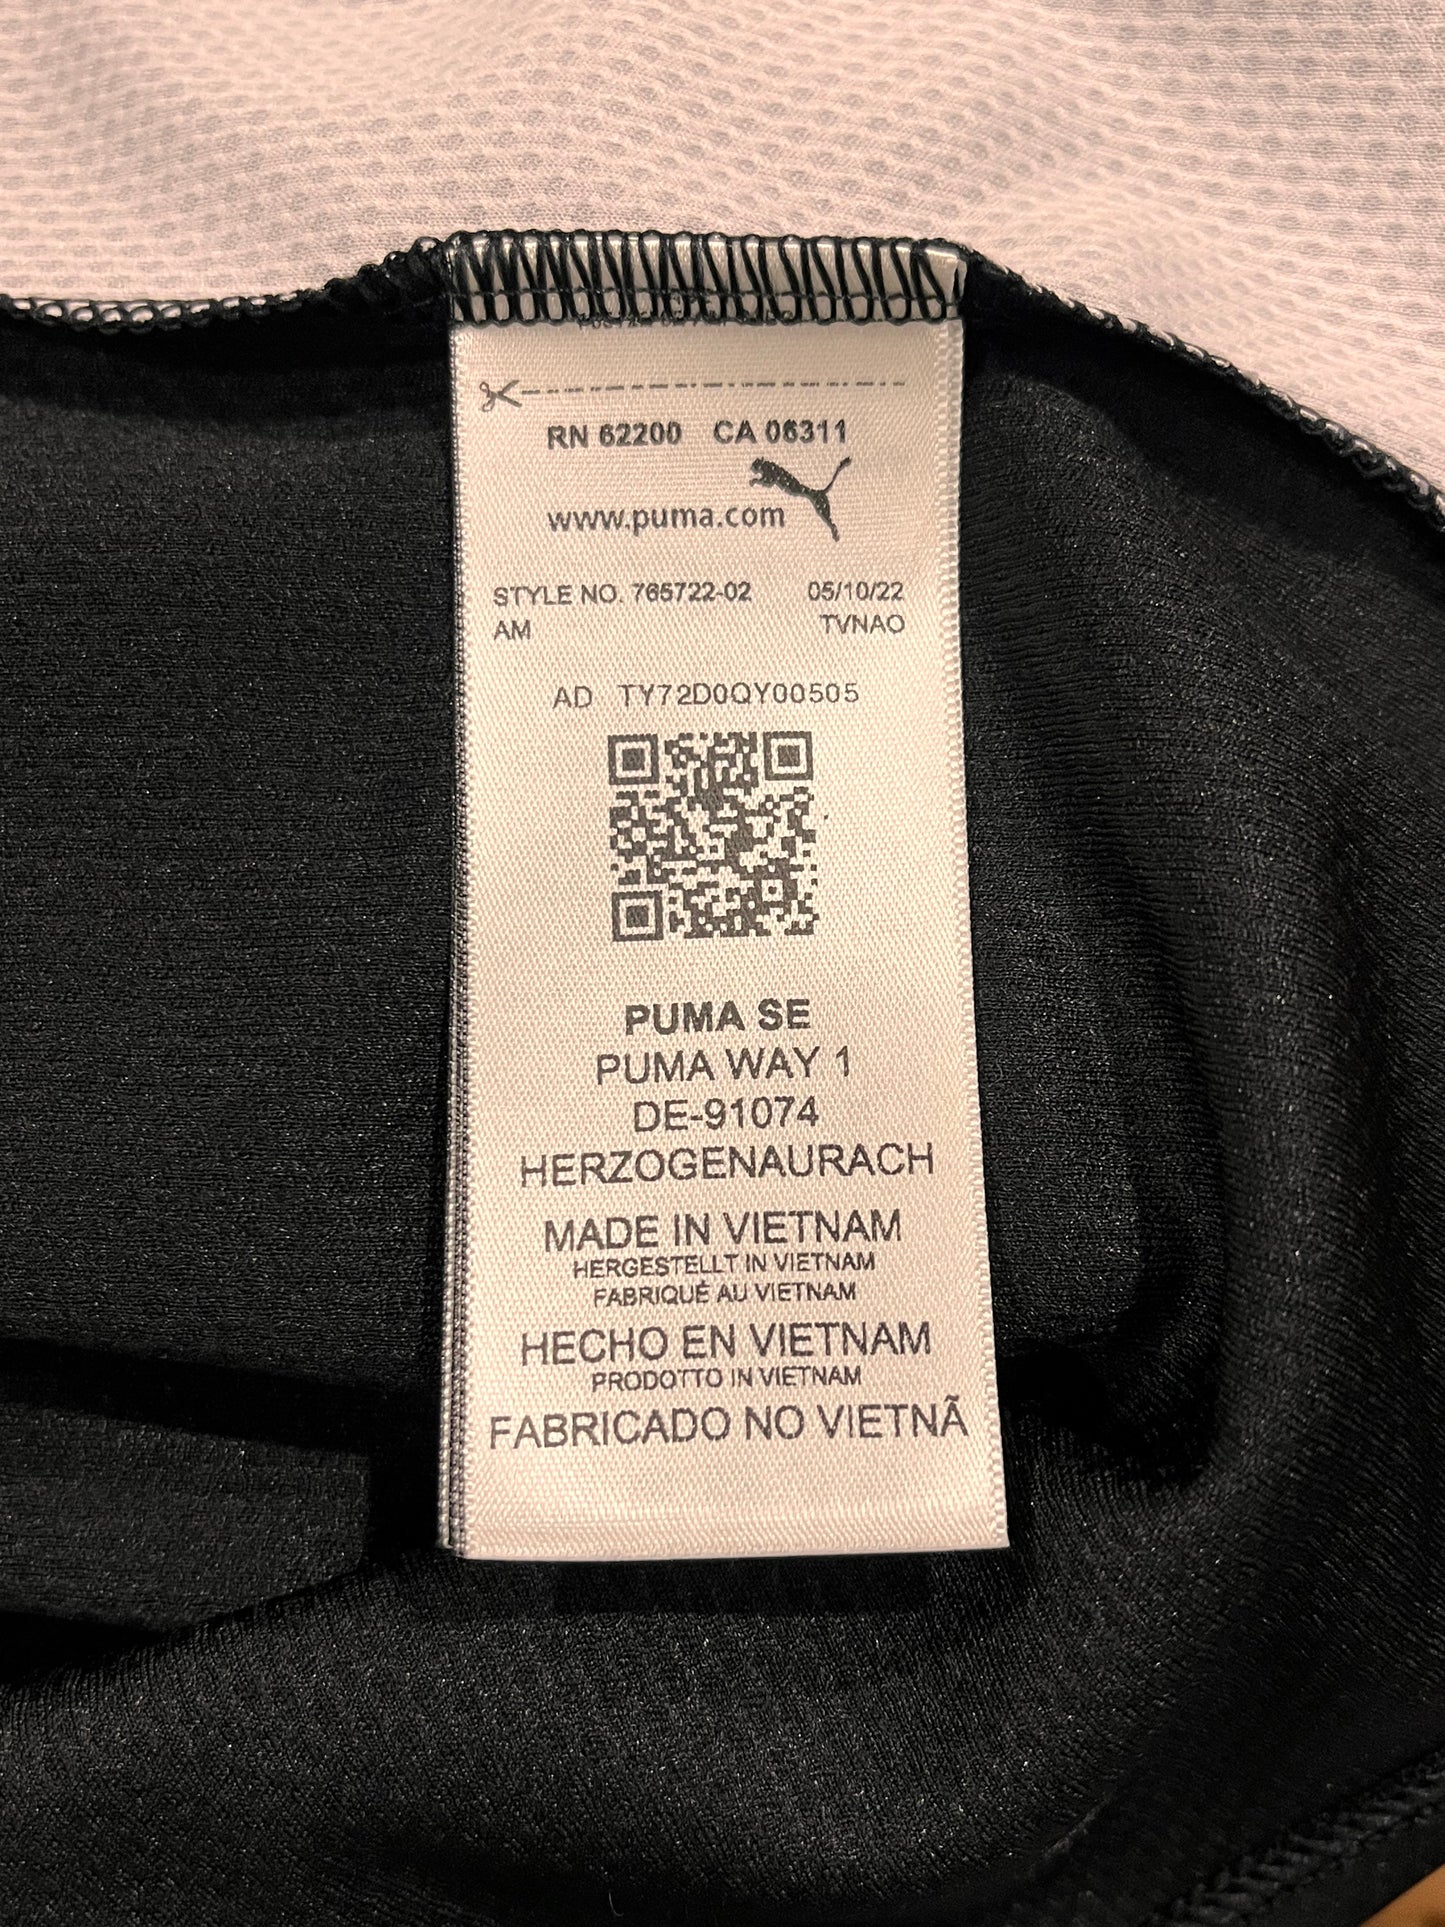 RN 62200 CA 06311
www.puma.com
STYLE NO. 765722-02 05/10/22
AM TVNAO
AD TY72D0QY00505
PUMA SE
PUMA WAY 1
DE-91074
HERZOGENAURACH
MADE IN VIETNAM
HERGESTELLT IN VIETNAM
FABRIQUÉ AU VIETNAM
HECHO EN VIETNAM
PRODOTTO IN VIETNAM
FABRICADO NO VIETNÃ